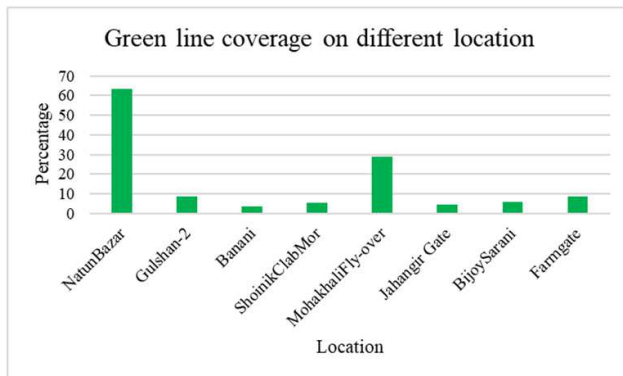 Green line coverage on different location
Percentage
70
60
50
40
30
20
10
0
NatunBazar
Gulshan-2
Banani
ShoinikClabMor
MohakhaliFly-over
Jahangir Gate
BijoySarani
Farmgate
Location